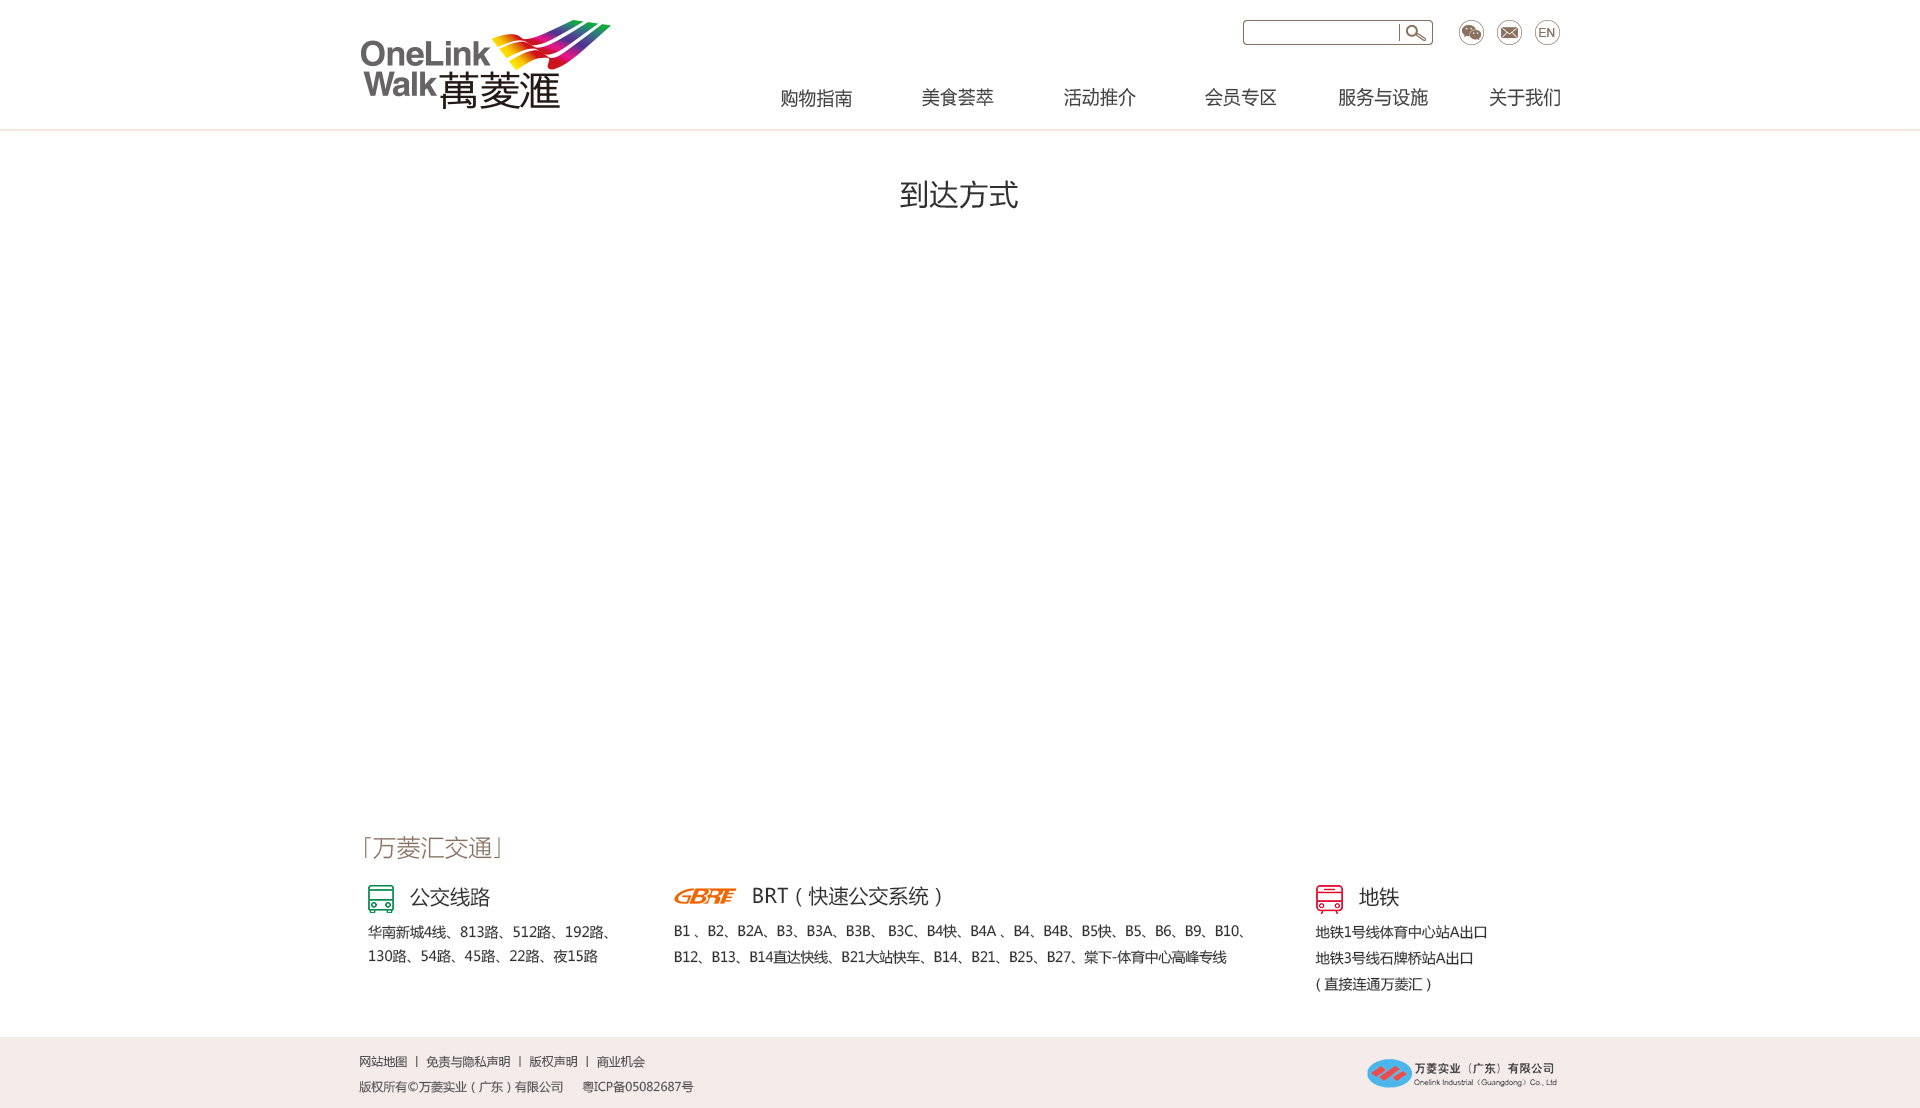 OneLink
Walk萬菱滙
EN
购物指南 美食荟萃 活动推介 会员专区 服务与设施 关于我们
到达方式
「万菱汇交通」
公交线路
华南新城4线、813路、512路、192路、
130路、54路、45路、22路、夜15路
GBRT BRT ( 快速公交系统 )
B1 、B2、B2A、B3、B3A、B3B、 B3C、B4快、B4A 、B4、B4B、B5快、B5、B6、B9、B10、
B12、B13、B14直达快线、B21大站快车、B14、B21、B25、B27、棠下-体育中心高峰专线
地铁
地铁1号线体育中心站A出口
地铁3号线石牌桥站A出口
( 直接连通万菱汇 )
网站地图 | 免责与隐私声明 | 版权声明 | 商业机会
版权所有©万菱实业 ( 广东 ) 有限公司 粤ICP备05082687号
万菱实业（广东）有限公司
Onelink Industrial（Guangdong）Co., Ltd